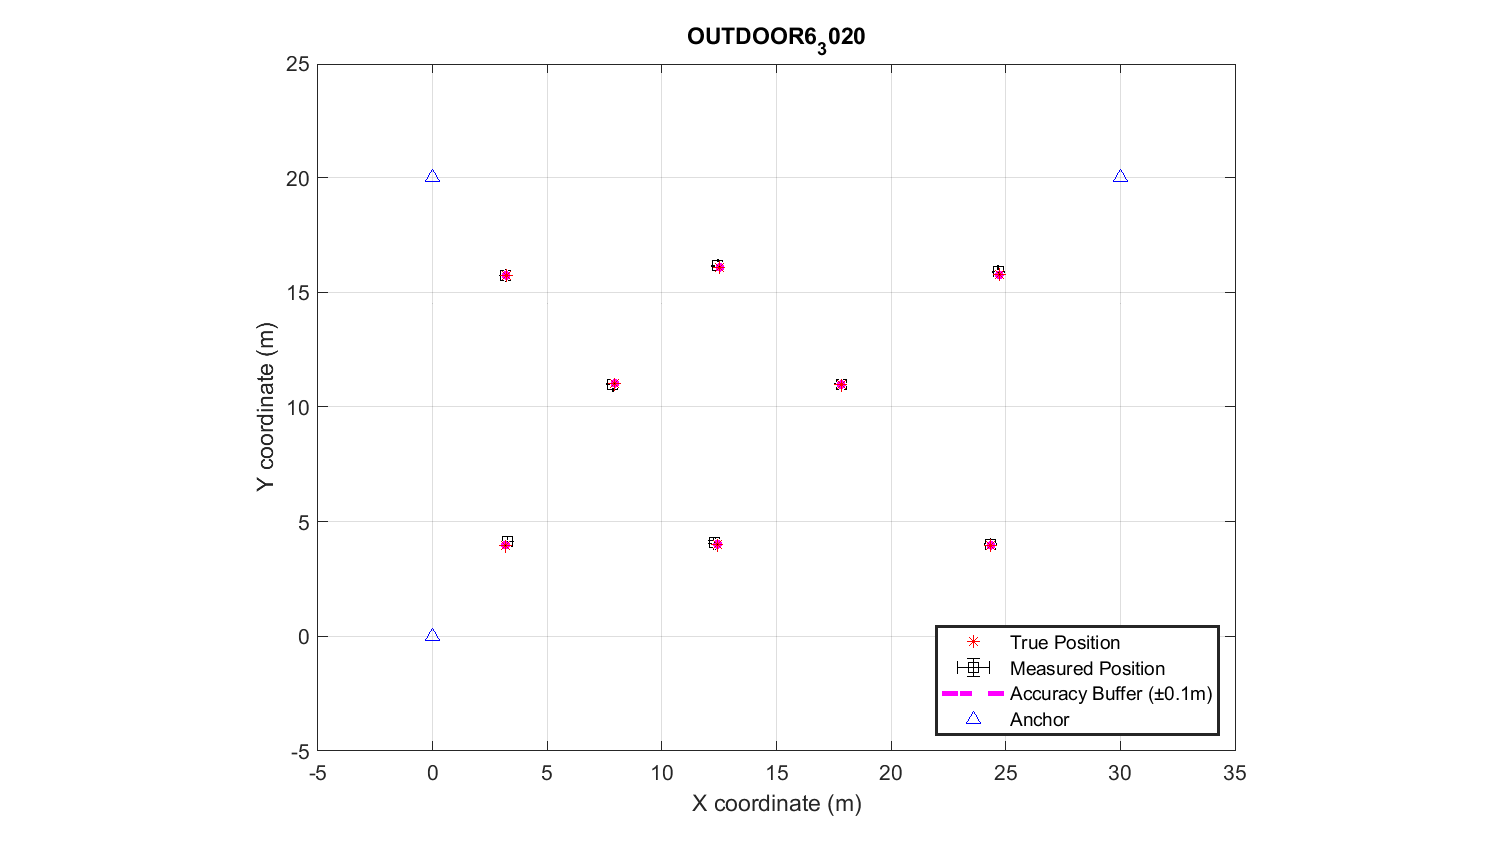 OUTDOOR6₃020
25
20
15
10
5
0
-5
-5 0 5 10 15 20 25 30 35
Y coordinate (m)
X coordinate (m)
True Position
Measured Position
Accuracy Buffer (±0.1m)
Anchor